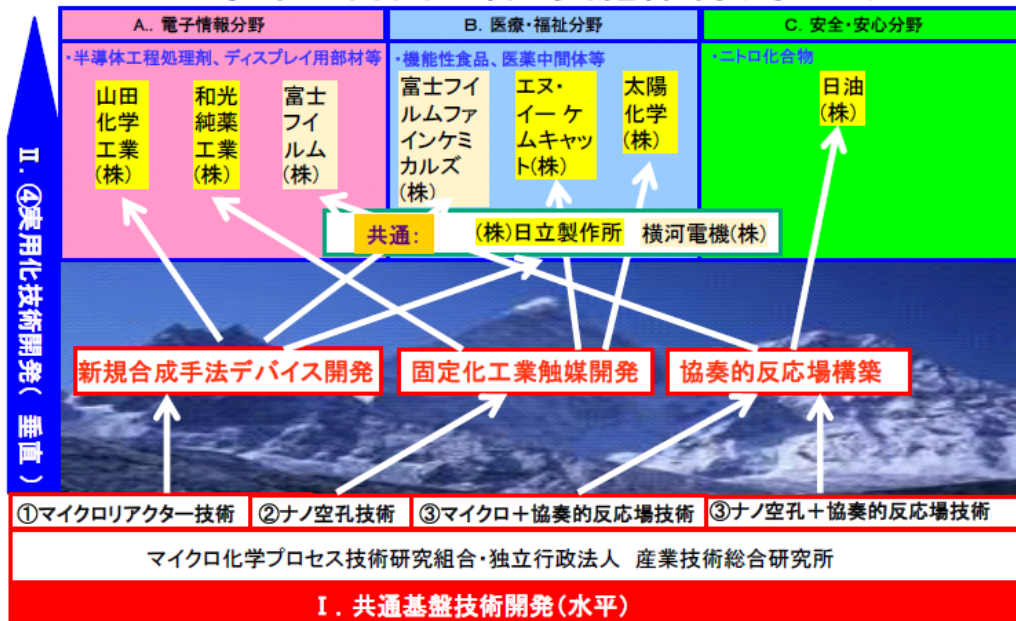 A.. 電子情報分野
B. 医療・福祉分野
C. 安全・安心分野
・半導体工程処理剤、ディスプレイ用部材等
・機能性食品、医薬中間体等
・ニトロ化合物
山田
化学
工業
(株)
和光
純薬
工業
(株)
富士
フイ
ルム
(株)
富士フイ
ルムファ
インケミ
カルズ
(株)
エヌ・
イー ケ
ムキャッ
ト(株)
太陽
化学
(株)
日油
(株)
共通:
(株)日立製作所
横河電機(株)
Ⅱ.④実用化技術開発( 垂直 )
新規合成手法デバイス開発
固定化工業触媒開発
協奏的反応場構築
①マイクロリアクター技術
②ナノ空孔技術
③マイクロ+協奏的反応場技術
③ナノ空孔+協奏的反応場技術
マイクロ化学プロセス技術研究組合・独立行政法人 産業技術総合研究所
Ⅰ. 共通基盤技術開発(水平)